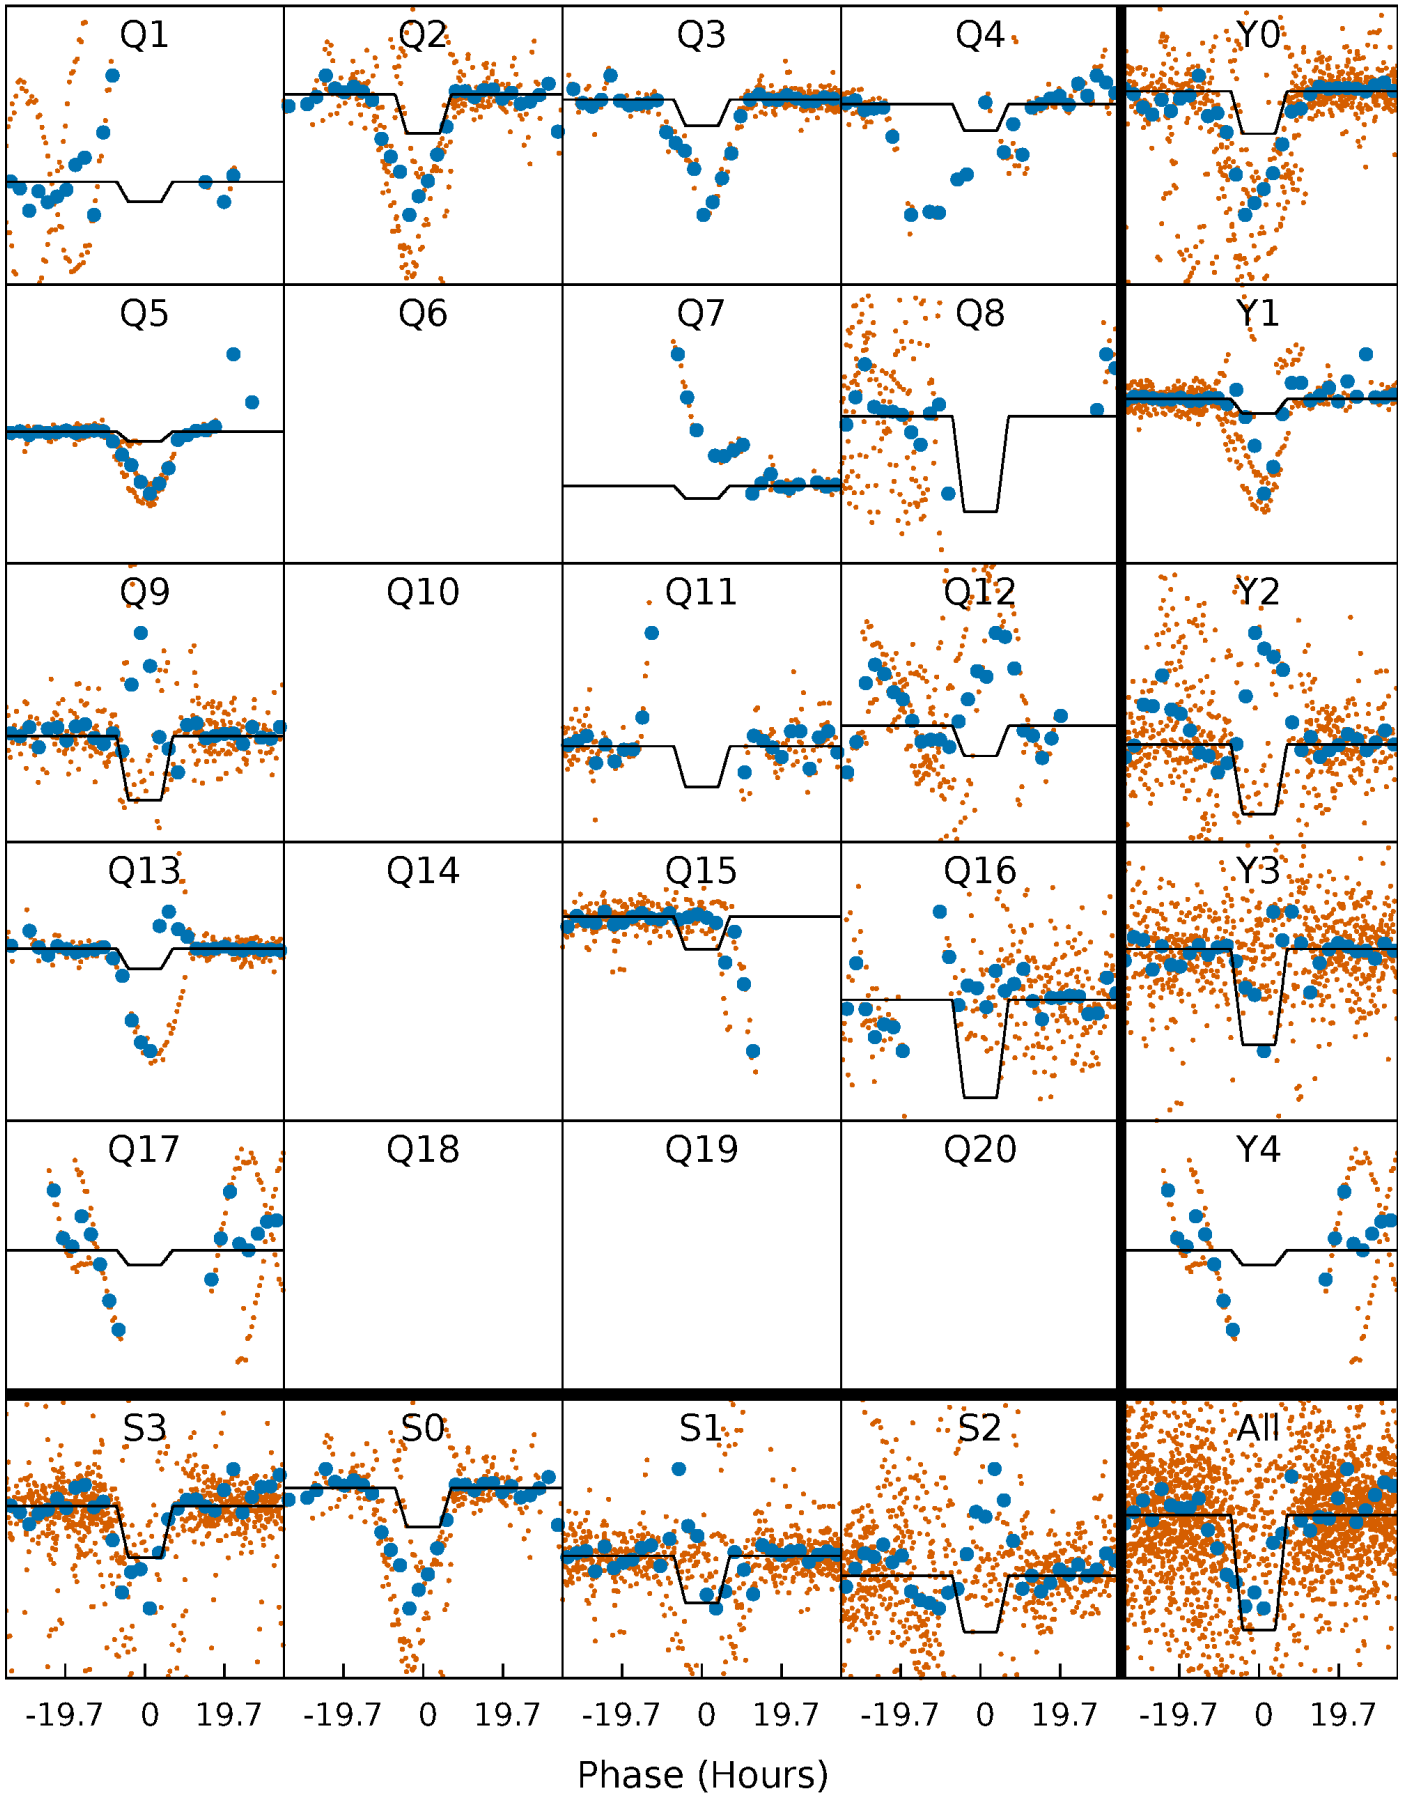 Q1 Q2 Q3 Q4 Y0
Q5 Q6 Q7 Q8 Y1
Q9 Q10 Q11 Q12 Y2
Q13 Q14 Q15 Q16 Y3
Q17 Q18 Q19 Q20 Y4
S3 S0 S1 S2 All
-19.7 0 19.7 -19.7 0 19.7 -19.7 0 19.7 -19.7 0 19.7 -19.7 0 19.7
Phase (Hours)